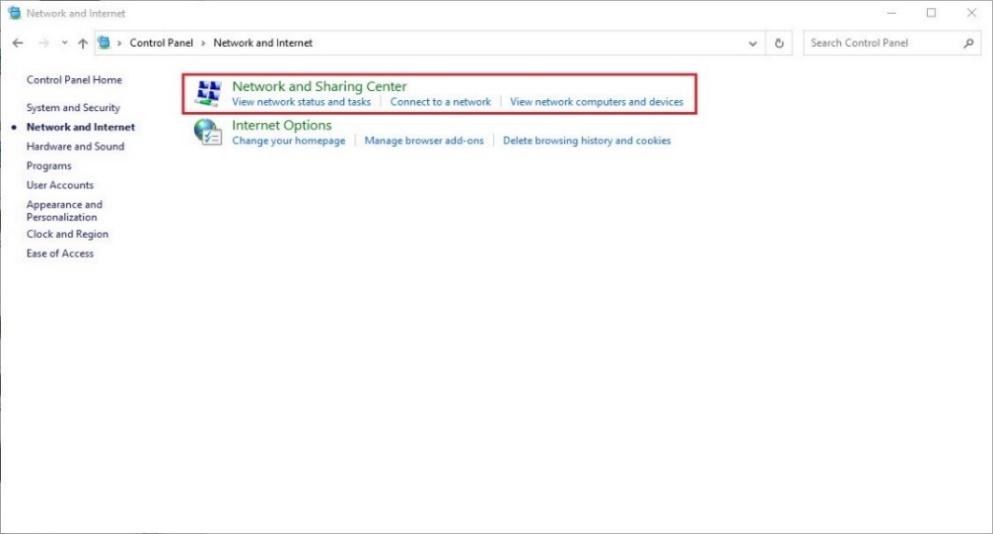 Network and Internet
Control Panel > Network and Internet
Search Control Panel
Control Panel Home
System and Security
Network and Internet
Hardware and Sound
Programs
User Accounts
Appearance and
Personalization
Clock and Region
Ease of Access
Network and Sharing Center
View network status and tasks | Connect to a network | View network computers and devices
Internet Options
Change your homepage | Manage browser add-ons | Delete browsing history and cookies